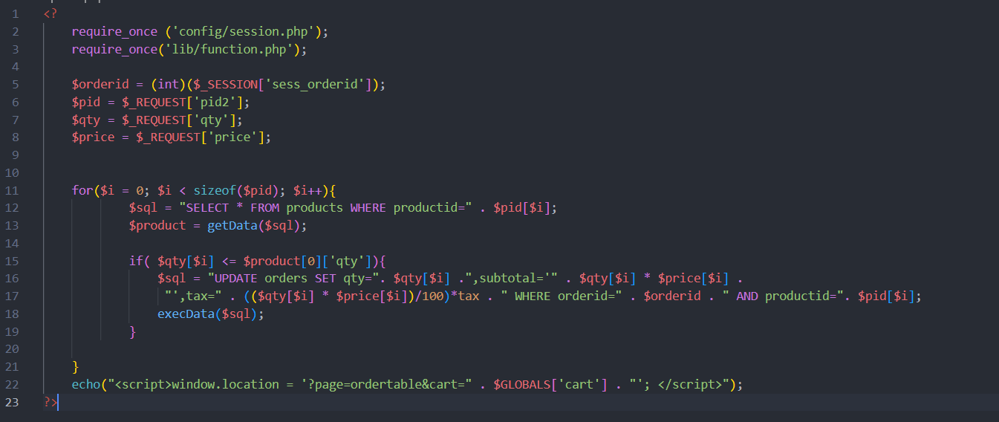 1 <?
2 require_once ('config/session.php');
3 require_once('lib/function.php');
4
5 $orderid = (int)($_SESSION['sess_orderid']);
6 $pid = $_REQUEST['pid2'];
7 $qty = $_REQUEST['qty'];
8 $price = $_REQUEST['price'];
9
10
11 for($i = 0; $i < sizeof($pid); $i++){
12 $sql = "SELECT * FROM products WHERE productid=" . $pid[$i];
13 $product = getData($sql);
14
15 if( $qty[$i] <= $product[0]['qty']){
16 $sql = "UPDATE orders SET qty=". $qty[$i] .",subtotal='" . $qty[$i] * $price[$i] .
17 "',tax=" . (($qty[$i] * $price[$i])/100)*tax . " WHERE orderid=" . $orderid . " AND productid=". $pid[$i];
18 execData($sql);
19 }
20
21 }
22 echo("<script>window.location = '?page=ordertable&cart=" . $GLOBALS['cart'] . "'; </script>");
23 ?>